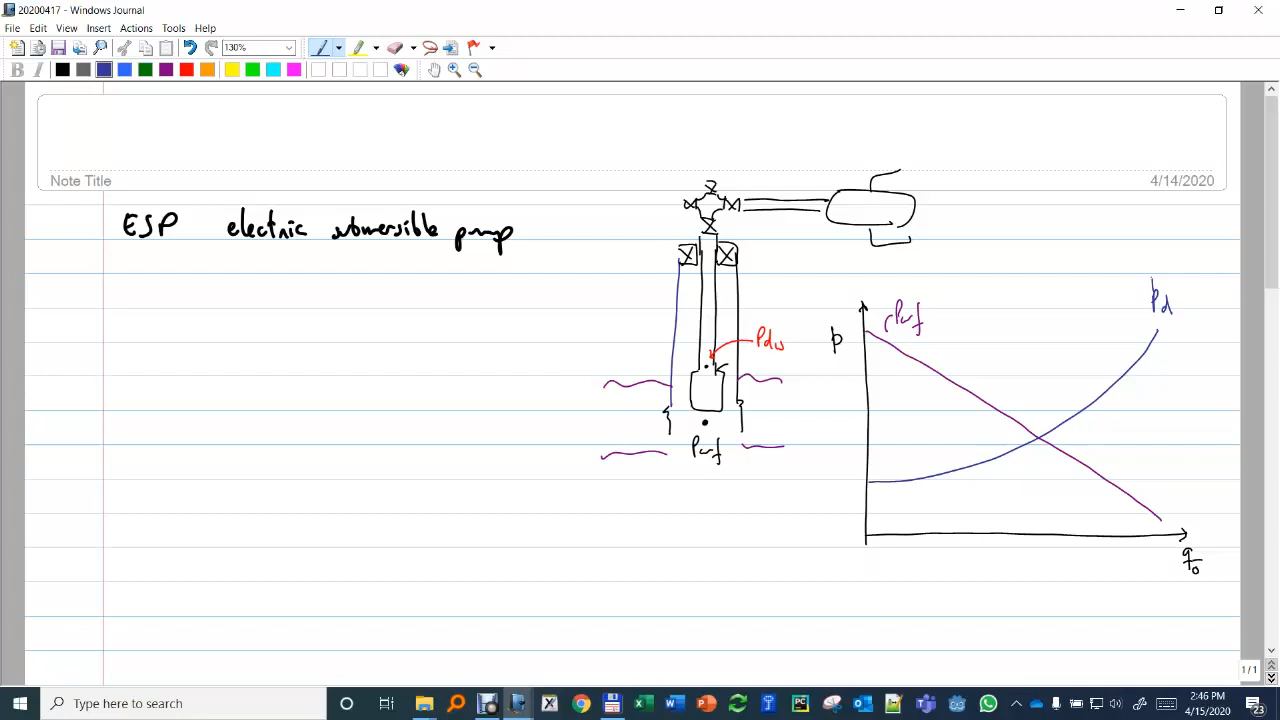 20200417 - Windows Journal
File Edit View Insert Actions Tools Help
130%
B I
Note Title
4/14/2020
ESP electric submersible pump
Pwf
Pd
p
Pwf
qo
1/1
Type here to search
2:46 PM
4/15/2020
23